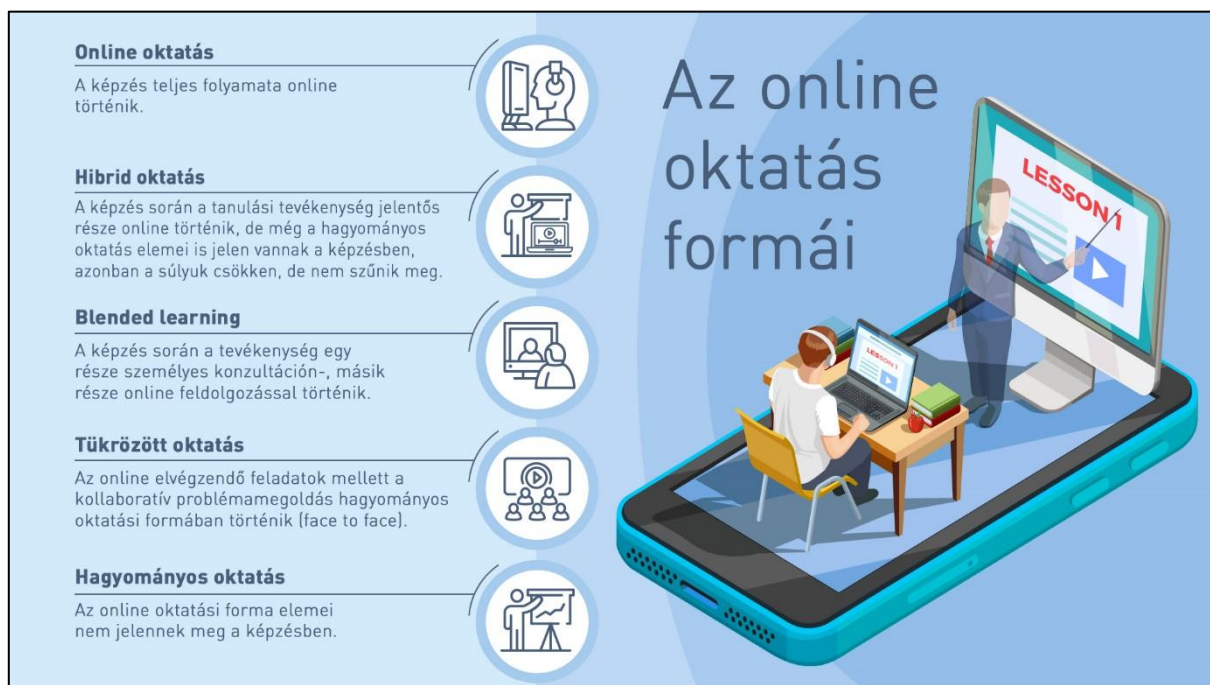 Az online
oktatás
formái
Online oktatás
A képzés teljes folyamata online
történik.
Hibrid oktatás
A képzés során a tanulási tevékenység jelentős
része online történik, de még a hagyományos
oktatás elemei is jelen vannak a képzésben,
azonban a súlyuk csökken, de nem szűnik meg.
Blended learning
A képzés során a tevékenység egy
része személyes konzultáción-, másik
része online feldolgozással történik.
Tükrözött oktatás
Az online elvégzendő feladatok mellett a
kollaboratív problémamegoldás hagyományos
oktatási formában történik (face to face).
Hagyományos oktatás
Az online oktatási forma elemei
nem jelennek meg a képzésben.
LESSON 1
LESSON 1